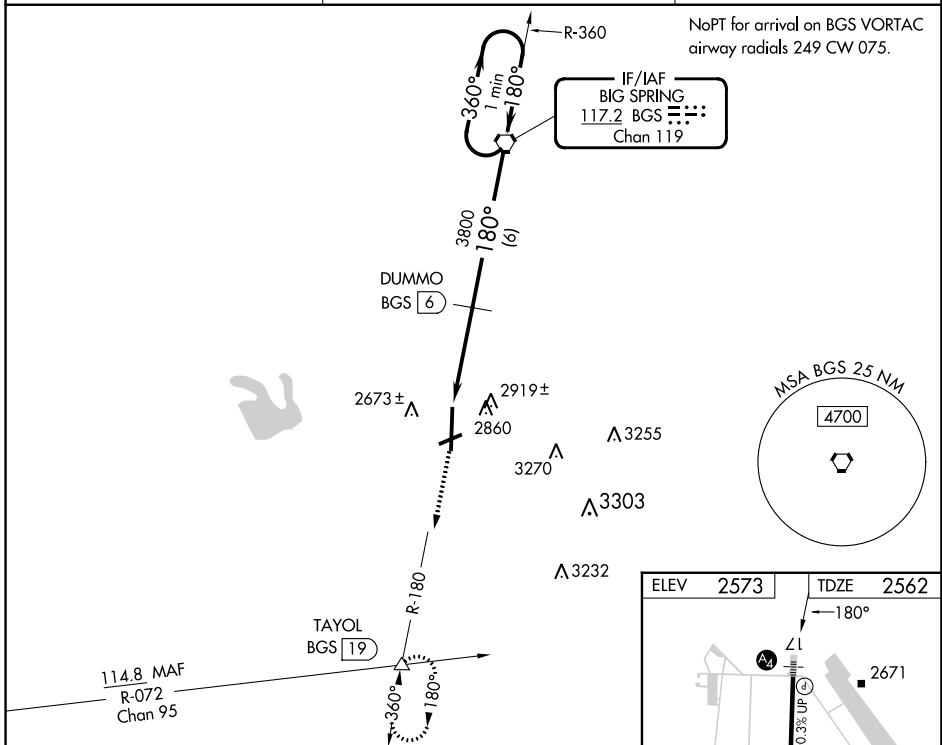 NoPT for arrival on BGS VORTAC
airway radials 249 CW 075.
R-360
360°
1 min
180°
IF/IAF
BIG SPRING
117.2 BGS
Chan 119
3800
180°
(6)
DUMMO
BGS 6
2673±
2919±
2860
3255
3270
3303
3232
MSA BGS 25 NM
4700
R-180
TAYOL
BGS 19
114.8 MAF
R-072
Chan 95
360°
180°
ELEV 2573
TDZE 2562
180°
17
A4
2671
P
0.3% UP